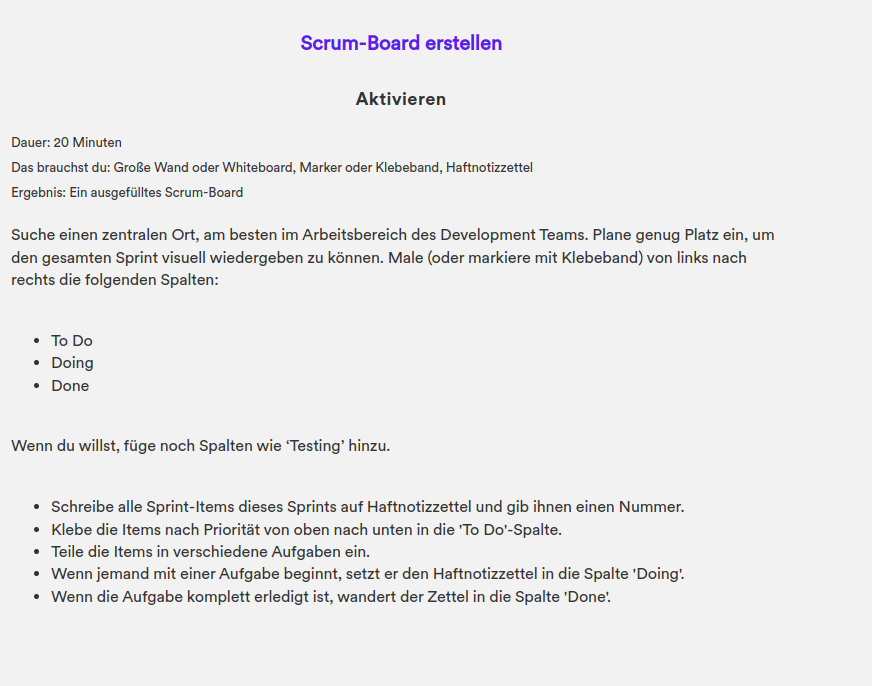 Scrum-Board erstellen
Aktivieren
Dauer: 20 Minuten
Das brauchst du: Große Wand oder Whiteboard, Marker oder Klebeband, Haftnotizzettel
Ergebnis: Ein ausgefülltes Scrum-Board
Suche einen zentralen Ort, am besten im Arbeitsbereich des Development Teams. Plane genug Platz ein, um
den gesamten Sprint visuell wiedergeben zu können. Male (oder markiere mit Klebeband) von links nach
rechts die folgenden Spalten:
• To Do
• Doing
• Done
Wenn du willst, füge noch Spalten wie ‘Testing’ hinzu.
• Schreibe alle Sprint-Items dieses Sprints auf Haftnotizzettel und gib ihnen einen Nummer.
• Klebe die Items nach Priorität von oben nach unten in die 'To Do'-Spalte.
• Teile die Items in verschiedene Aufgaben ein.
• Wenn jemand mit einer Aufgabe beginnt, setzt er den Haftnotizzettel in die Spalte 'Doing'.
• Wenn die Aufgabe komplett erledigt ist, wandert der Zettel in die Spalte 'Done'.